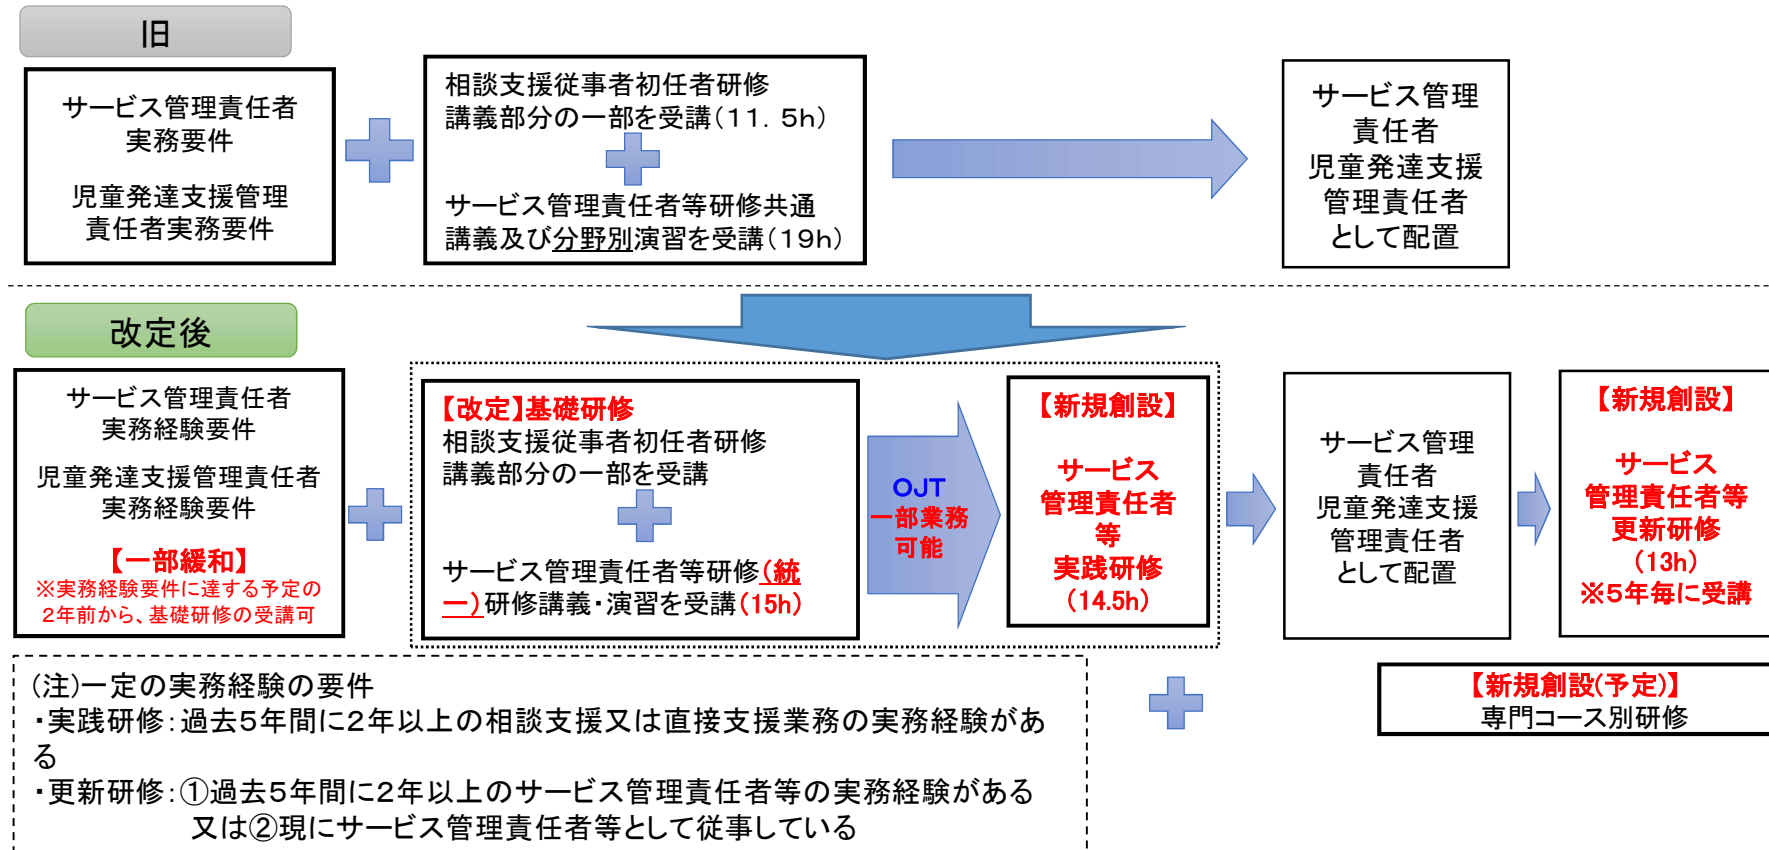 旧
サービス管理責任者
実務要件
児童発達支援管理
責任者実務要件
相談支援従事者初任者研修
講義部分の一部を受講(11．5h)
サービス管理責任者等研修共通
講義及び分野別演習を受講(19h)
サービス管理
責任者
児童発達支援
管理責任者
として配置
改定後
サービス管理責任者
実務経験要件
児童発達支援管理責任者
実務経験要件
【一部緩和】
※実務経験要件に達する予定の
2年前から、基礎研修の受講可
【改定】基礎研修
相談支援従事者初任者研修
講義部分の一部を受講
サービス管理責任者等研修(統
一)研修講義・演習を受講(15h)
OJT
一部業務
可能
【新規創設】
サービス
管理責任者
等
実践研修
(14.5h)
サービス管理
責任者
児童発達支援
管理責任者
として配置
【新規創設】
サービス
管理責任者等
更新研修
(13h)
※5年毎に受講
(注)一定の実務経験の要件
・実践研修：過去5年間に2年以上の相談支援又は直接支援業務の実務経験があ
る
・更新研修：①過去5年間に2年以上のサービス管理責任者等の実務経験がある
又は②現にサービス管理責任者等として従事している
【新規創設(予定)】
専門コース別研修